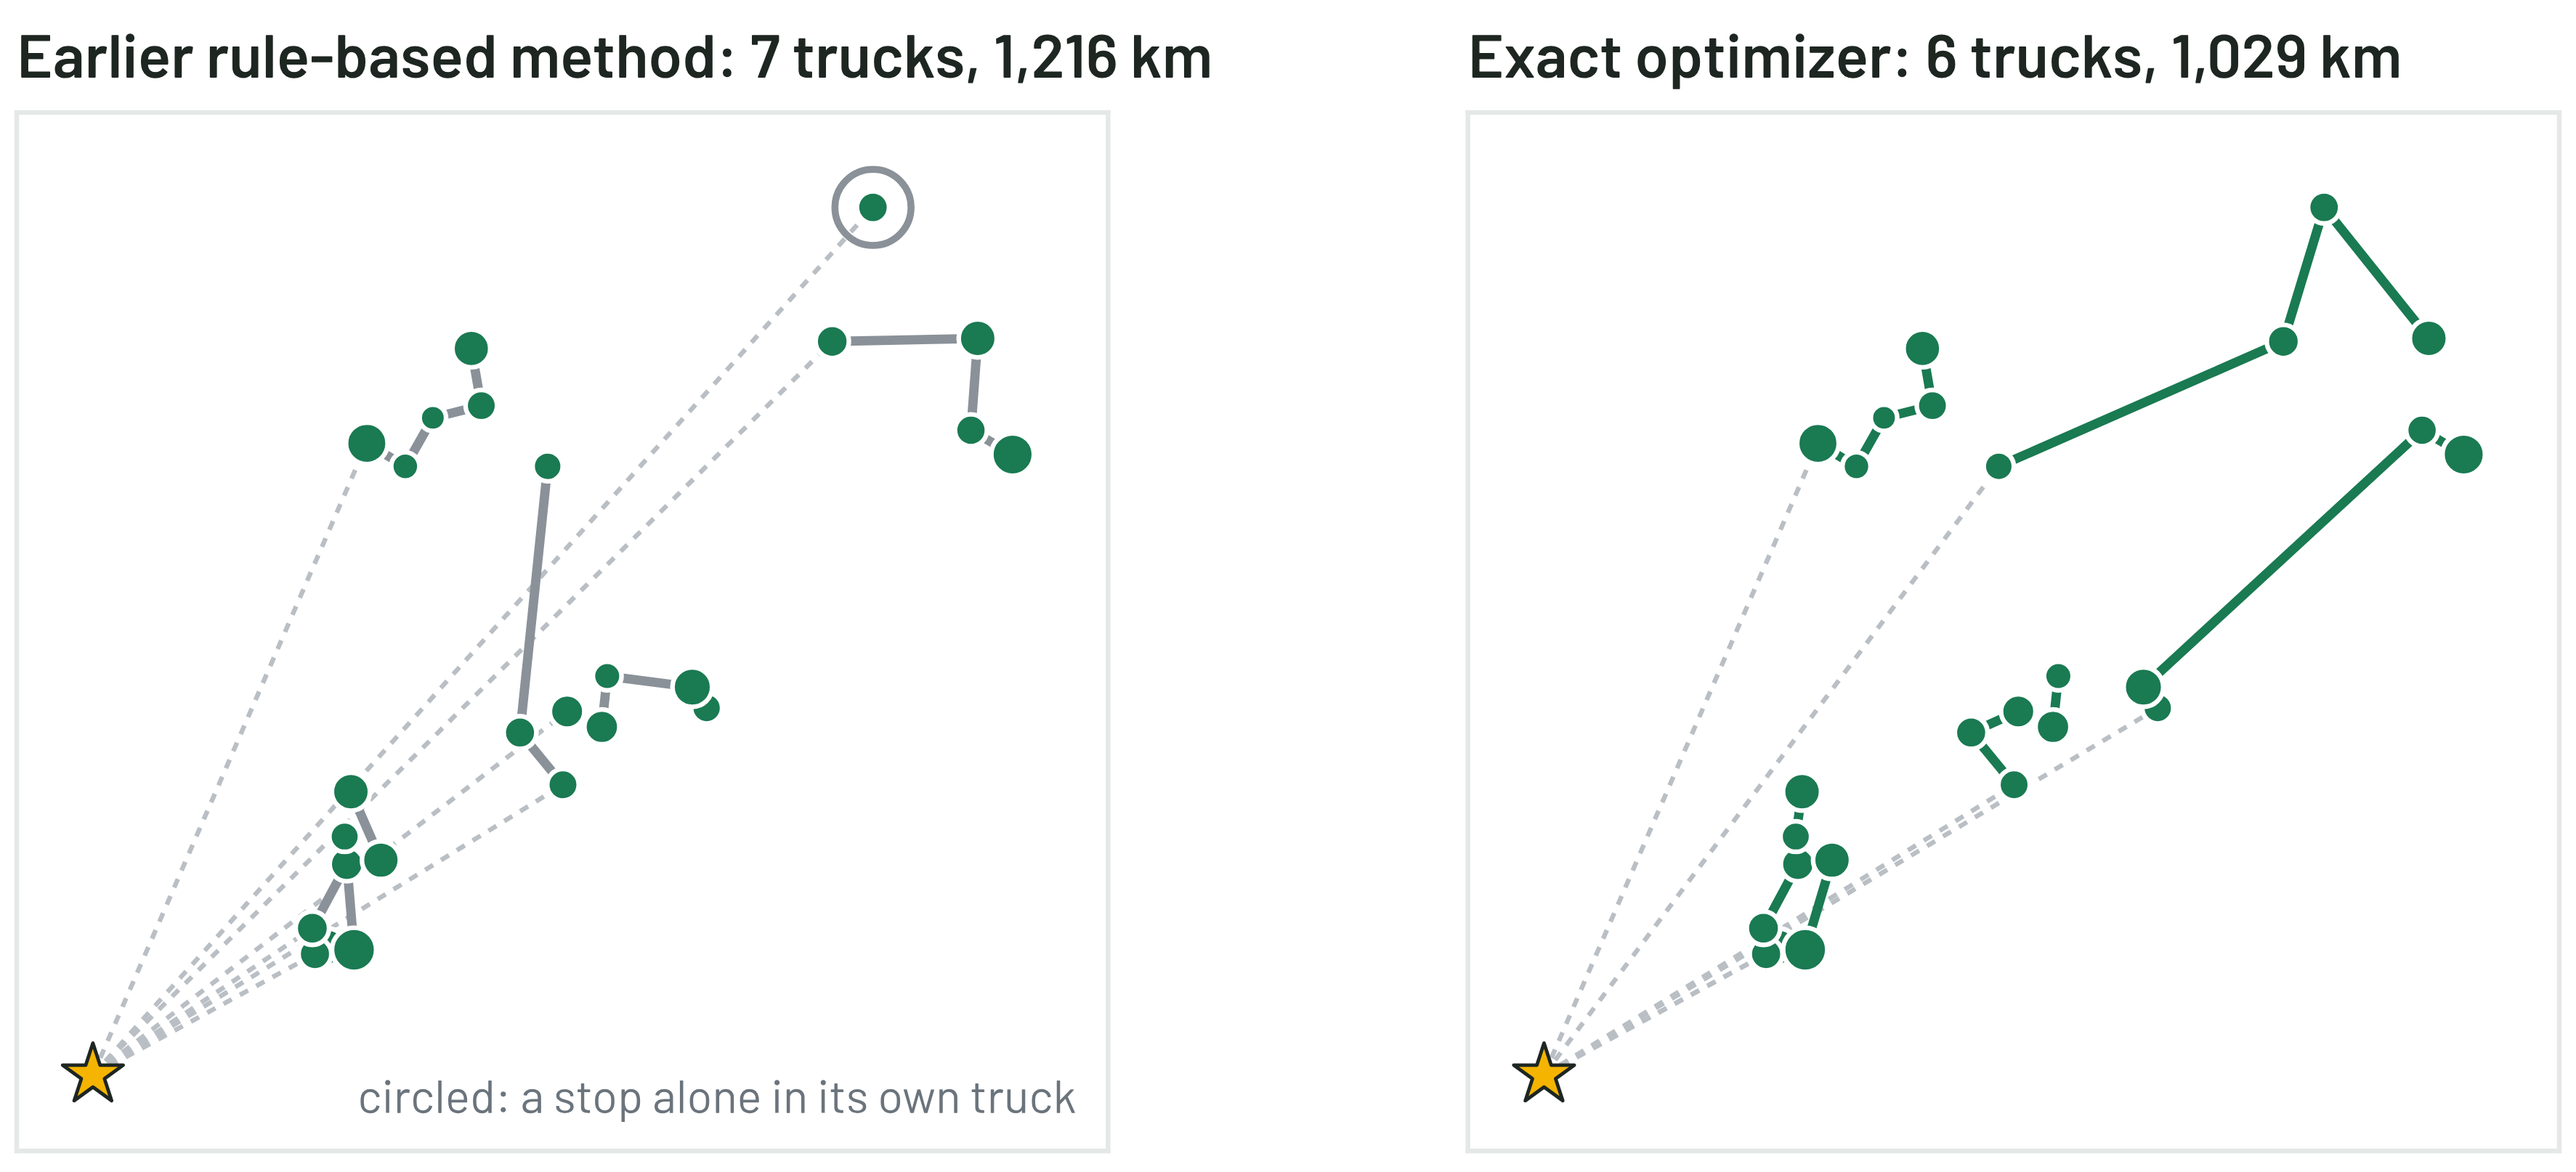 Earlier rule-based method: 7 trucks, 1,216 km
Exact optimizer: 6 trucks, 1,029 km
circled: a stop alone in its own truck